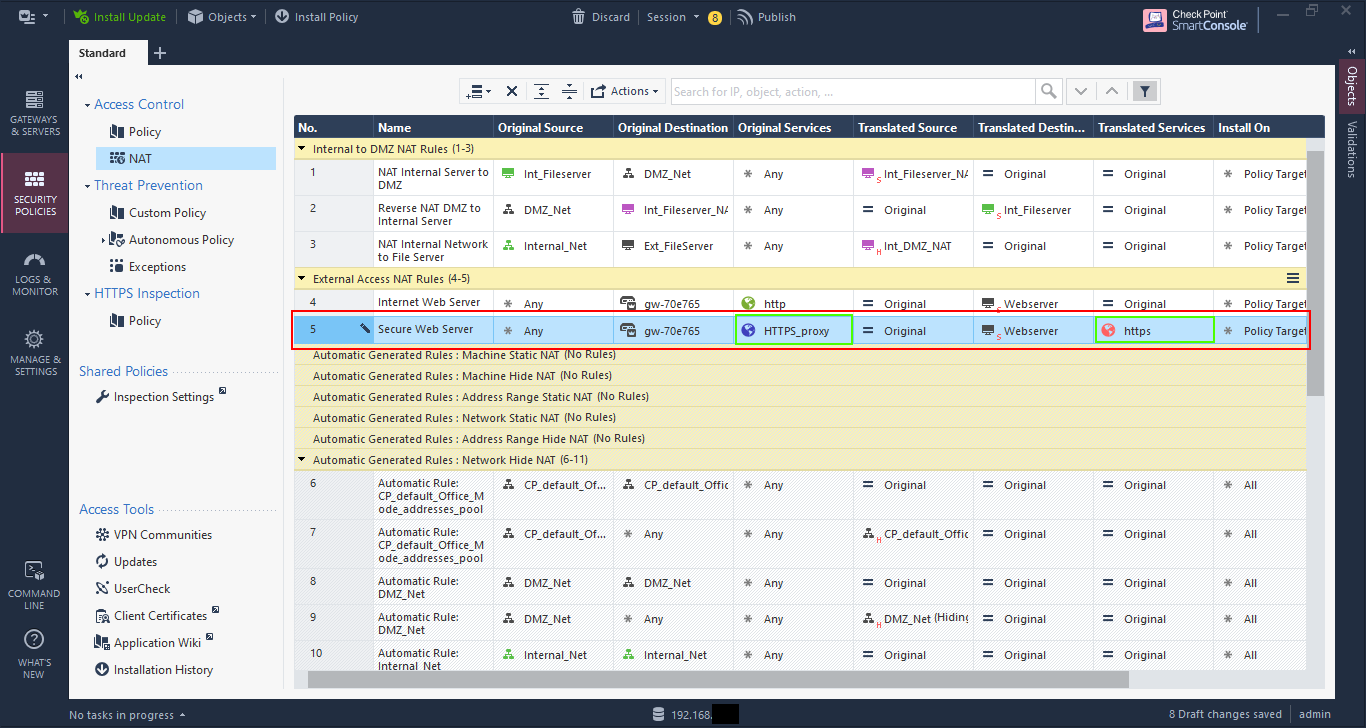 Install Update Objects Install Policy Discard Session 8 Publish Check Point SmartConsole
Standard
Objects
Validations
GATEWAYS & SERVERS
SECURITY POLICIES
LOGS & MONITOR
MANAGE & SETTINGS
COMMAND LINE
WHAT'S NEW
Access Control
Policy
NAT
Threat Prevention
Custom Policy
Autonomous Policy
Exceptions
HTTPS Inspection
Policy
Shared Policies
Inspection Settings
Access Tools
VPN Communities
Updates
UserCheck
Client Certificates
Application Wiki
Installation History
Actions Search for IP, object, action, ...
No. Name Original Source Original Destination Original Services Translated Source Translated Destin... Translated Services Install On
Internal to DMZ NAT Rules (1-3)
1 NAT Internal Server to DMZ Int_Fileserver DMZ_Net Any S Int_Fileserver_NA Original Original Policy Target
2 Reverse NAT DMZ to Internal Server DMZ_Net Int_Fileserver_NA Any Original S Int_Fileserver Original Policy Target
3 NAT Internal Network to File Server Internal_Net Ext_FileServer Any H Int_DMZ_NAT Original Original Policy Target
External Access NAT Rules (4-5)
4 Internet Web Server Any gw-70e765 http Original S Webserver Original Policy Target
5 Secure Web Server Any gw-70e765 HTTPS_proxy Original S Webserver https Policy Target
Automatic Generated Rules : Machine Static NAT (No Rules)
Automatic Generated Rules : Machine Hide NAT (No Rules)
Automatic Generated Rules : Address Range Static NAT (No Rules)
Automatic Generated Rules : Network Static NAT (No Rules)
Automatic Generated Rules : Address Range Hide NAT (No Rules)
Automatic Generated Rules : Network Hide NAT (6-11)
6 Automatic Rule: CP_default_Office_Mode_addresses_pool CP_default_Of... CP_default_Offic Any Original Original Original All
7 Automatic Rule: CP_default_Office_Mode_addresses_pool CP_default_Of... Any Any H CP_default_Offic Original Original All
8 Automatic Rule: DMZ_Net DMZ_Net DMZ_Net Any Original Original Original All
9 Automatic Rule: DMZ_Net DMZ_Net Any Any H DMZ_Net (Hiding Original Original All
10 Automatic Rule: Internal_Net Internal_Net Internal_Net Any Original Original Original All
No tasks in progress 192.168. 8 Draft changes saved admin